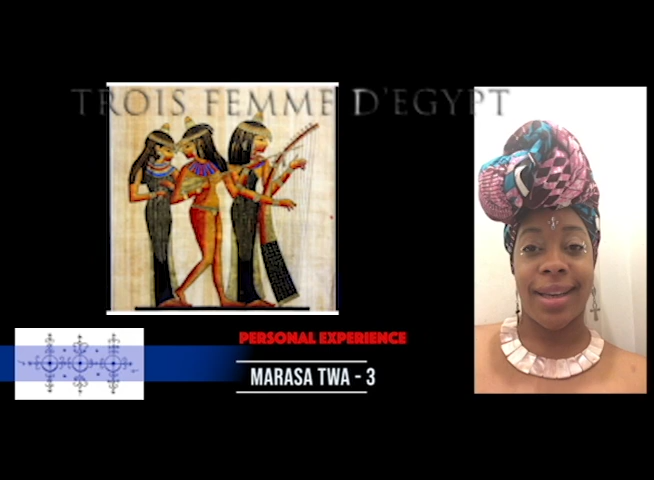 TROIS FEMME D'EGYPT
PERSONAL EXPERIENCE
MARASA TWA - 3